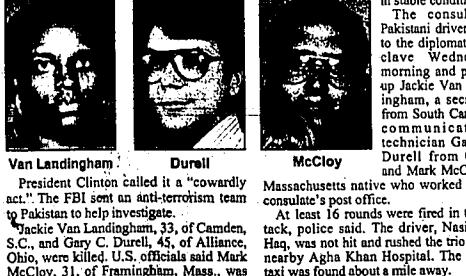 in stable condit
The consul
Pakistani driver
to the diplomat
clave Wedne
morning and p
up Jackie Van
ingham, a sec
from South Car
communicat
technician Ga
Durell from
and Mark McC
Van Landingham
Durell
McCloy
President Clinton called it a “cowardly
act.” The FBI sent an anti-terrorism team
to Pakistan to help investigate.
Jackie Van Landingham, 33, of Camden,
S.C., and Gary C. Durell, 45, of Alliance,
Ohio, were killed. U.S. officials said Mark
McCloy, 31, of Framingham, Mass., was
Massachusetts native who worked
consulate's post office.
At least 16 rounds were fired in t
tack, police said. The driver, Nasi
Haq, was not hit and rushed the trio
nearby Agha Khan Hospital. The
taxi was found about a mile away.